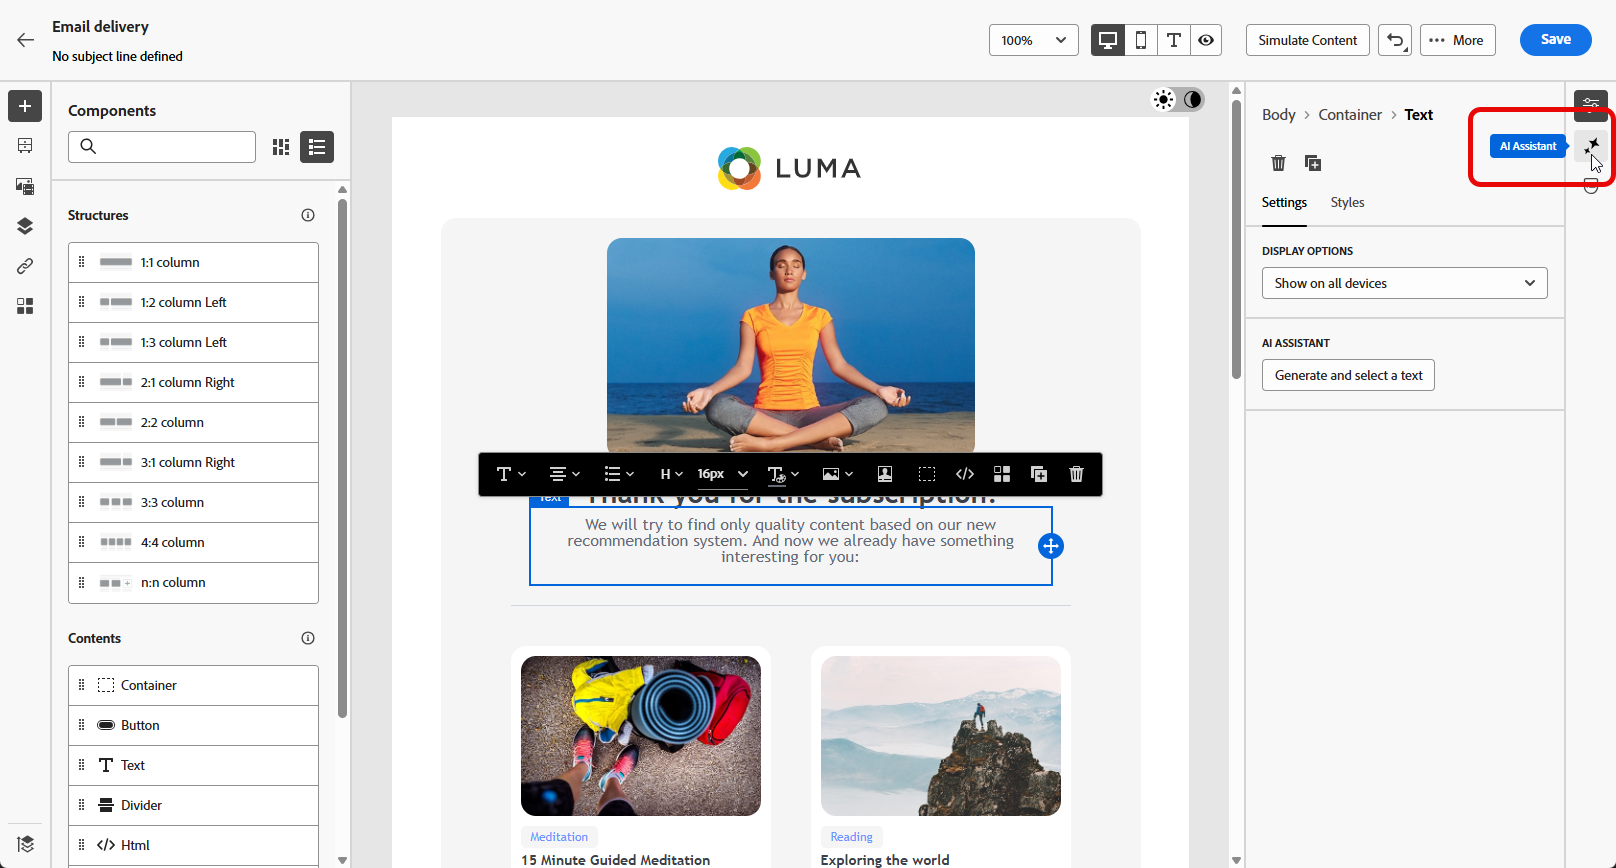 Email delivery
No subject line defined
100%
Simulate Content
More
Save
Components
Structures
1:1 column
1:2 column Left
1:3 column Left
2:1 column Right
2:2 column
3:1 column Right
3:3 column
4:4 column
n:n column
Contents
Container
Button
Text
Divider
Html
LUMA
H
16px
Text
Thank you for the subscription!
We will try to find only quality content based on our new
recommendation system. And now we already have something
interesting for you:
Meditation
15 Minute Guided Meditation
Reading
Exploring the world
Body > Container > Text
AI Assistant
Settings
Styles
DISPLAY OPTIONS
Show on all devices
AI ASSISTANT
Generate and select a text